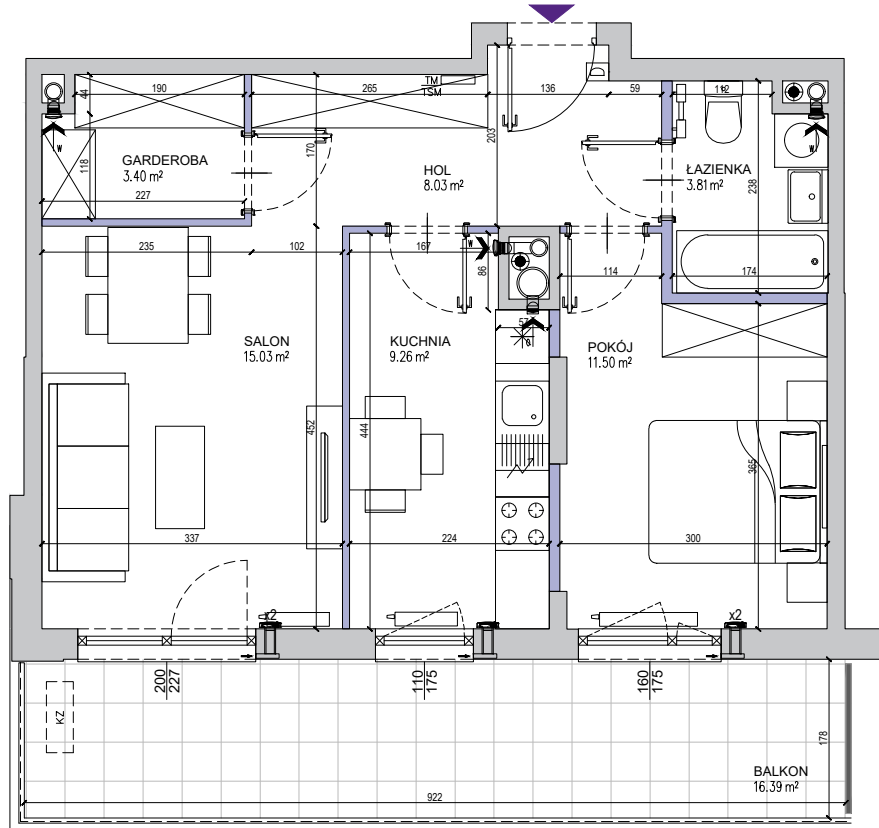 190
265
136
59
112
TM
TSM
44
118
170
203
238
GARDEROBA
3.40 m²
227
HOL
8.03 m²
ŁAZIENKA
3.81 m²
W
W
235
102
167
W
86
114
174
57
SALON
15.03 m²
KUCHNIA
9.26 m²
POKÓJ
11.50 m²
452
444
365
337
224
300
x2
x2
200
227
110
175
160
175
KZ
178
BALKON
16.39 m²
922